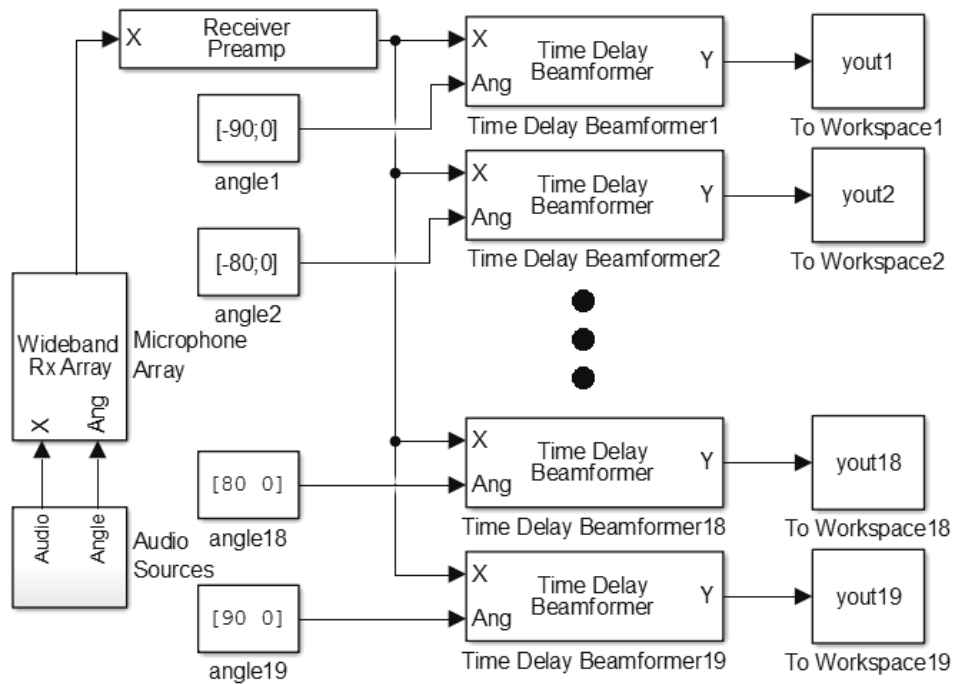 X
Receiver
Preamp
X
Ang
Time Delay
Beamformer
Y
Time Delay Beamformer1
yout1
To Workspace1
[-90;0]
angle1
X
Ang
Time Delay
Beamformer
Y
Time Delay Beamformer2
yout2
To Workspace2
[-80;0]
angle2
Wideband
Rx Array
X
Ang
Microphone
Array
Audio
Angle
Audio
Sources
[80 0]
angle18
X
Ang
Time Delay
Beamformer
Y
Time Delay Beamformer18
yout18
To Workspace18
[90 0]
angle19
X
Ang
Time Delay
Beamformer
Y
Time Delay Beamformer19
yout19
To Workspace19